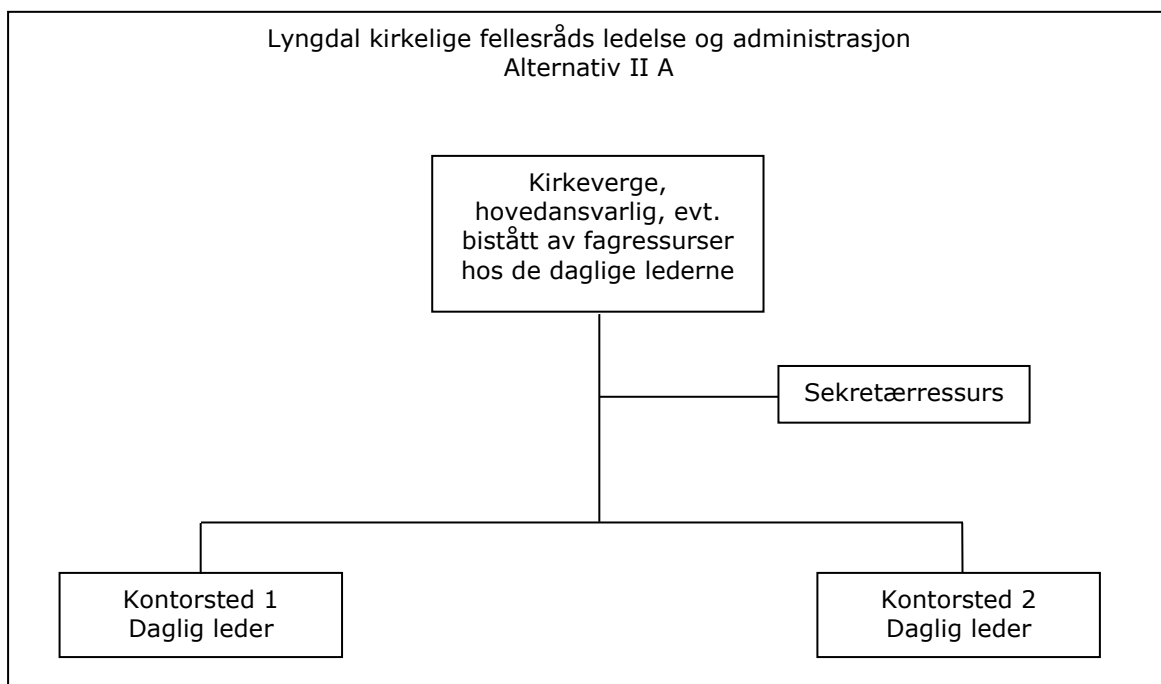 Lyngdal kirkelige fellesråds ledelse og administrasjon
Alternativ II A
Kirkeverge,
hovedansvarlig, evt.
bistått av fagressurser
hos de daglige lederne
Sekretærressurs
Kontorsted 1
Daglig leder
Kontorsted 2
Daglig leder